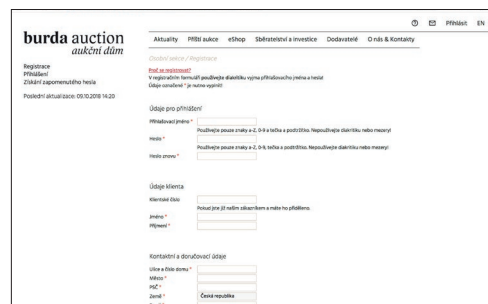 Přihlásit EN
burda auction
aukční dům
Aktuality Příští aukce eShop Sběratelství a investice Dodavatelé O nás & Kontakty
Osobní sekce / Registrace
Registrace
Přihlášení
Získání zapomenutého hesla
Poslední aktualizace: 09.10.2018 14:20
Proč se registrovat?
V registračním formuláři používejte diakritiku vyjma přihlašovacího jména a hesla!
Údaje označené * je nutno vyplnit!
Údaje pro přihlášení
Přihlašovací jméno *
Používejte pouze znaky a-Z, 0-9 a tečka a podtržítko. Nepoužívejte diakritiku nebo mezery!
Heslo *
Používejte pouze znaky a-Z, 0-9, tečka a podtržítko. Nepoužívejte diakritiku nebo mezery!
Heslo znovu *
Údaje klienta
Klientské číslo
Pokud jste již naším zákazníkem a máte ho přiděleno.
Jméno *
Příjmení *
Kontaktní a doručovací údaje
Ulice a číslo domu *
Město *
PSČ *
Země * Česká republika